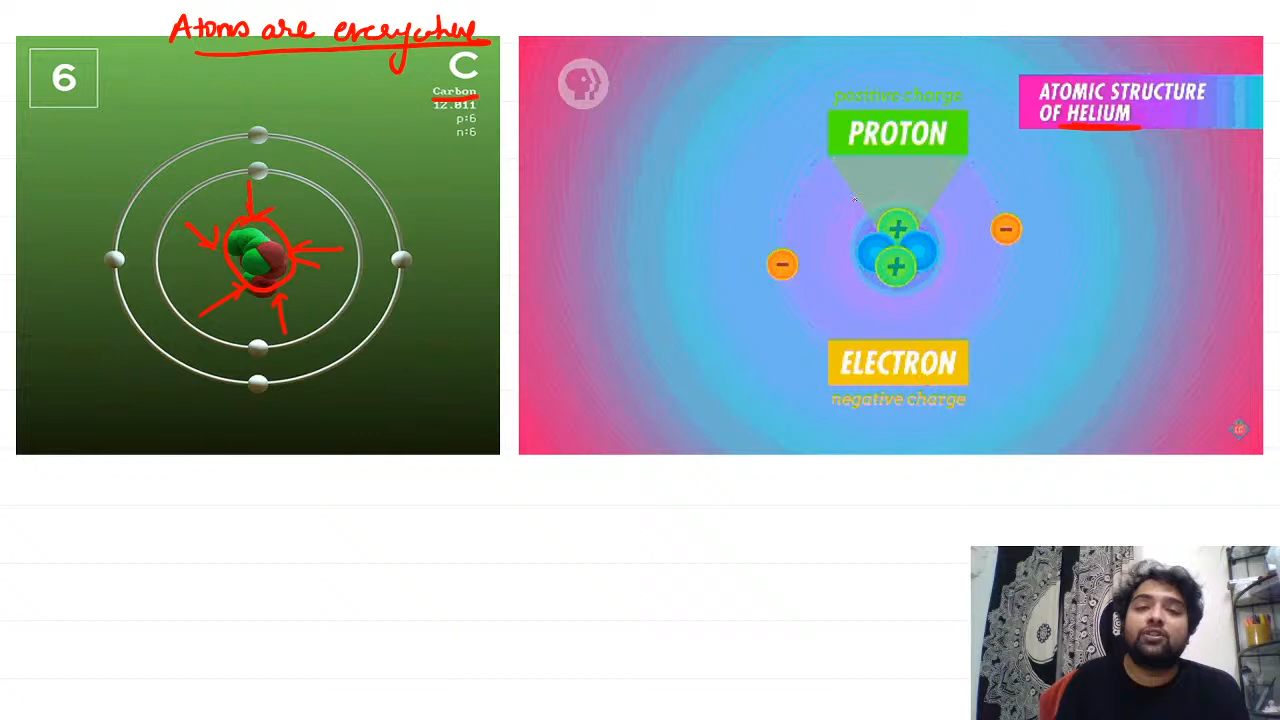 Atoms are everywhere
6
C
Carbon
12.011
p:6
n:6
positive charge
PROTON
ATOMIC STRUCTURE
OF HELIUM
+
+
-
-
ELECTRON
negative charge